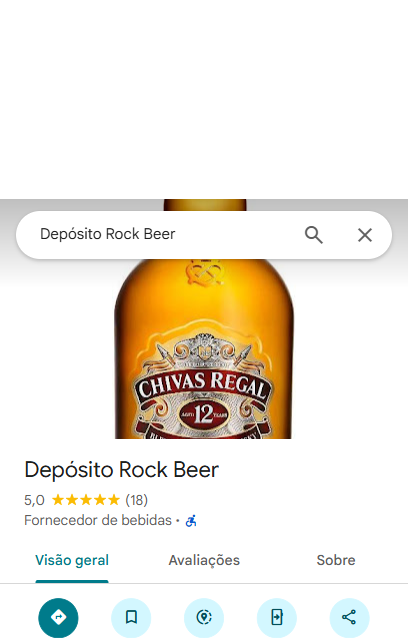 Depósito Rock Beer
CHIVAS REGAL
AGED 12 YEARS
Depósito Rock Beer
5,0 (18)
Fornecedor de bebidas ·
Visão geral
Avaliações
Sobre